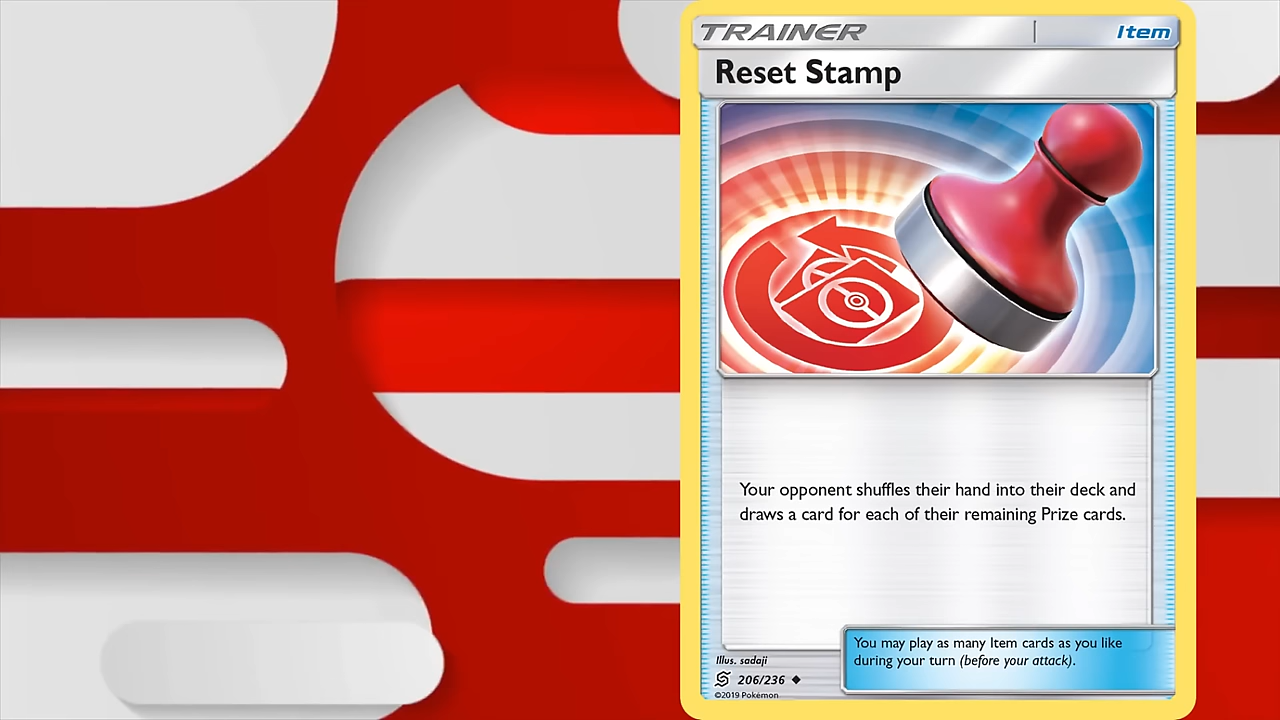 TRAINER
Item
Reset Stamp
Your opponent shuffles their hand into their deck and
draws a card for each of their remaining Prize cards.
You may play as many Item cards as you like
during your turn (before your attack).
Illus. sadaji
206/236
©2019 Pokémon